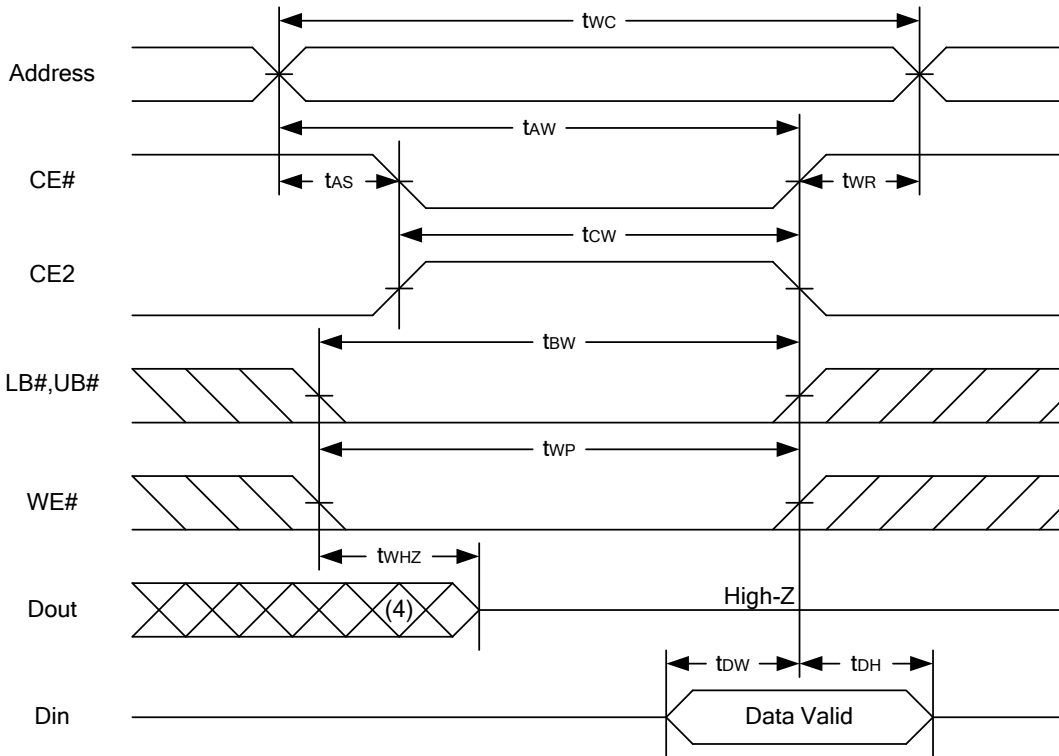 tWC
Address
tAW
CE#
tAS
tWR
tCW
CE2
tBW
LB#,UB#
tWP
WE#
tWHZ
Dout
(4)
High-Z
tDW
tDH
Din
Data Valid